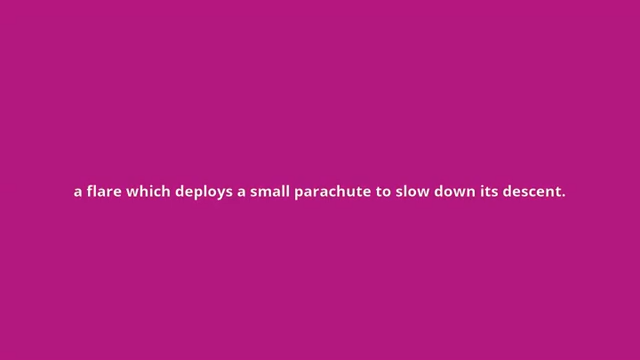 a flare which deploys a small parachute to slow down its descent.